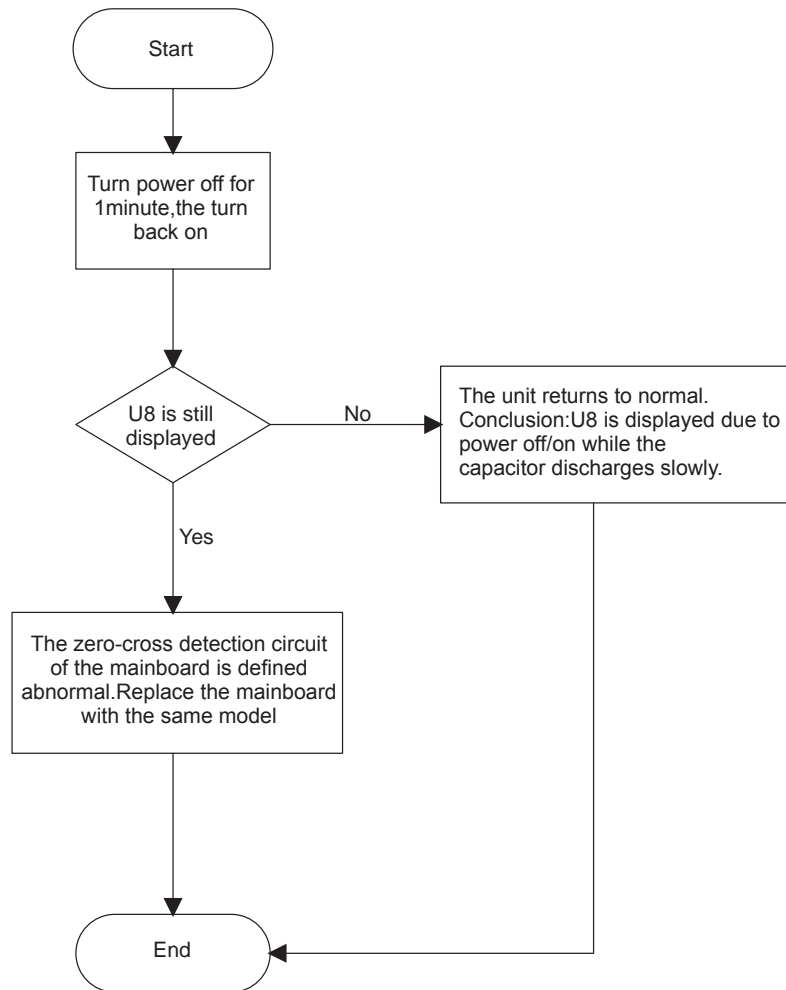 Start
Turn power off for
1minute,the turn
back on
U8 is still
displayed
No
The unit returns to normal.
Conclusion:U8 is displayed due to
power off/on while the
capacitor discharges slowly.
Yes
The zero-cross detection circuit
of the mainboard is defined
abnormal.Replace the mainboard
with the same model
End